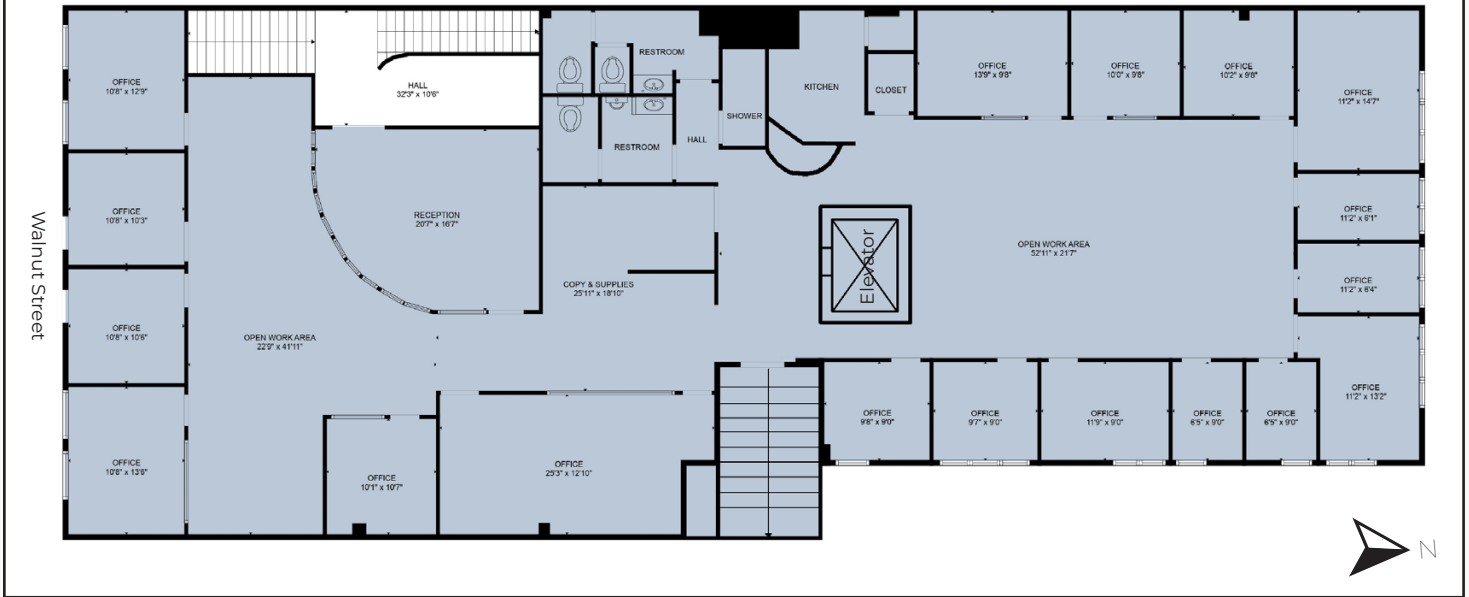 RESTROOM
OFFICE
13'9" x 9'8"
OFFICE
10'0" x 9'8"
OFFICE
10'2" x 9'8"
OFFICE
10'8" x 12'9"
HALL
32'3" x 10'6"
KITCHEN
CLOSET
OFFICE
11'2" x 14'7"
SHOWER
HALL
RESTROOM
OFFICE
10'8" x 10'3"
RECEPTION
20'7" x 16'7"
OFFICE
11'2" x 6'1"
Walnut Street
Elevator
OPEN WORK AREA
52'11" x 21'7"
COPY & SUPPLIES
25'11" x 18'10"
OFFICE
11'2" x 6'4"
OFFICE
10'8" x 10'6"
OPEN WORK AREA
22'9" x 41'11"
OFFICE
11'2" x 13'2"
OFFICE
9'8" x 9'0"
OFFICE
9'7" x 9'0"
OFFICE
11'9" x 9'0"
OFFICE
6'5" x 9'0"
OFFICE
6'5" x 9'0"
OFFICE
10'8" x 13'8"
OFFICE
10'1" x 10'7"
OFFICE
25'3" x 12'10"
N